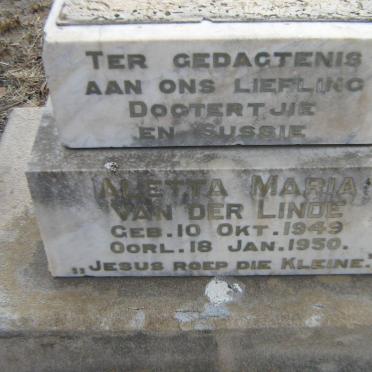 TER GEDAGTENIS
AAN ONS LIEFLING
DOGTERTJIE
EN SUSSIE
ALETTA MARIA
VAN DER LINDE
GEB. 10 OKT. 1949
OORL. 18 JAN. 1950.
„JESUS ROEP DIE KLEINE."